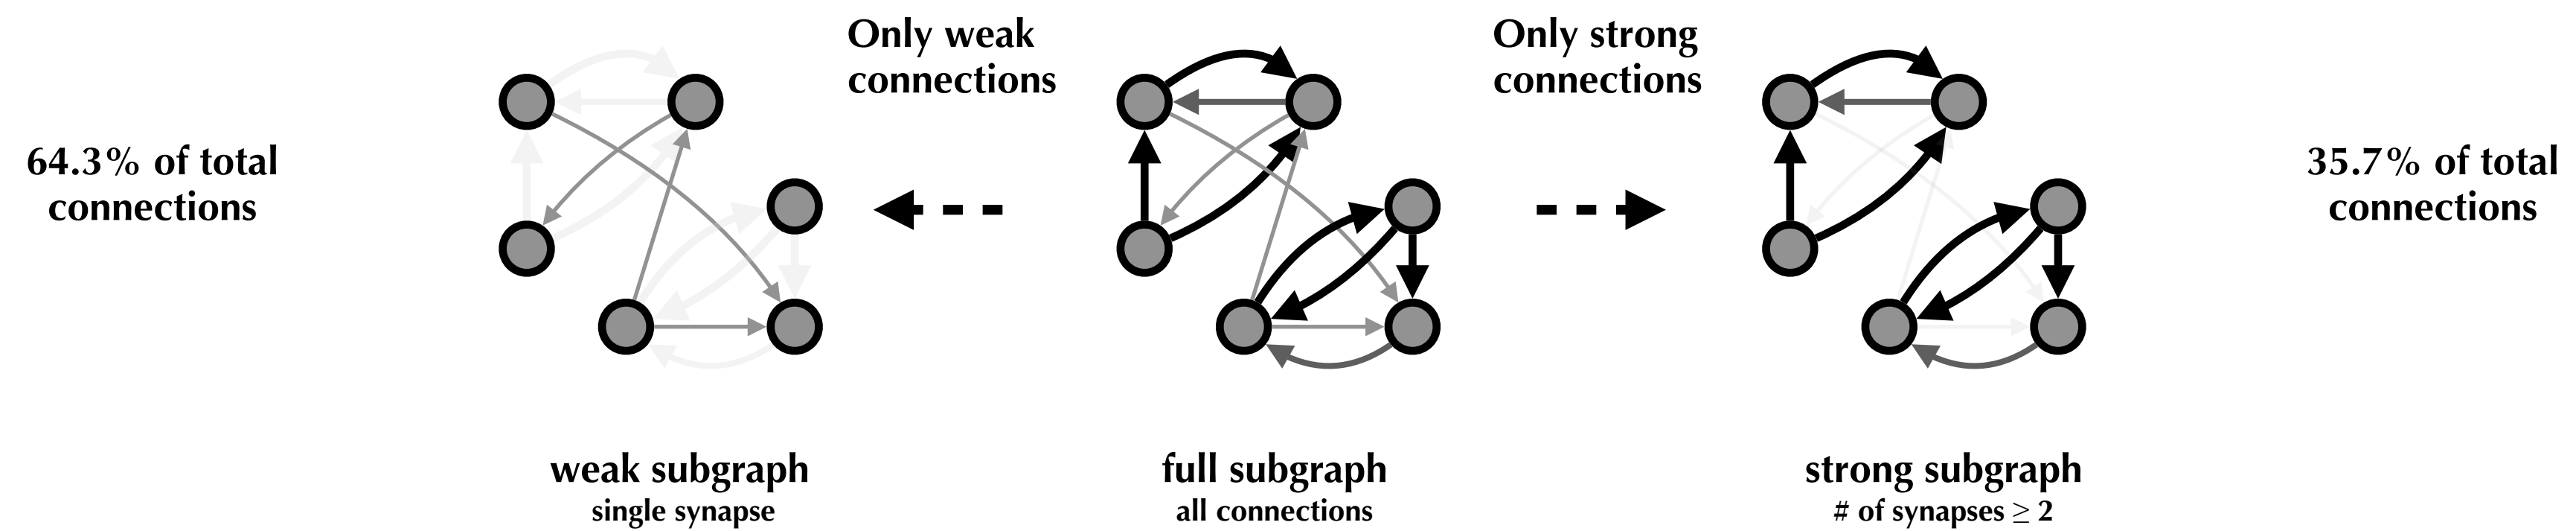 64.3% of total
connections
Only weak
connections
Only strong
connections
35.7% of total
connections
weak subgraph
single synapse
full subgraph
all connections
strong subgraph
# of synapses ≥ 2